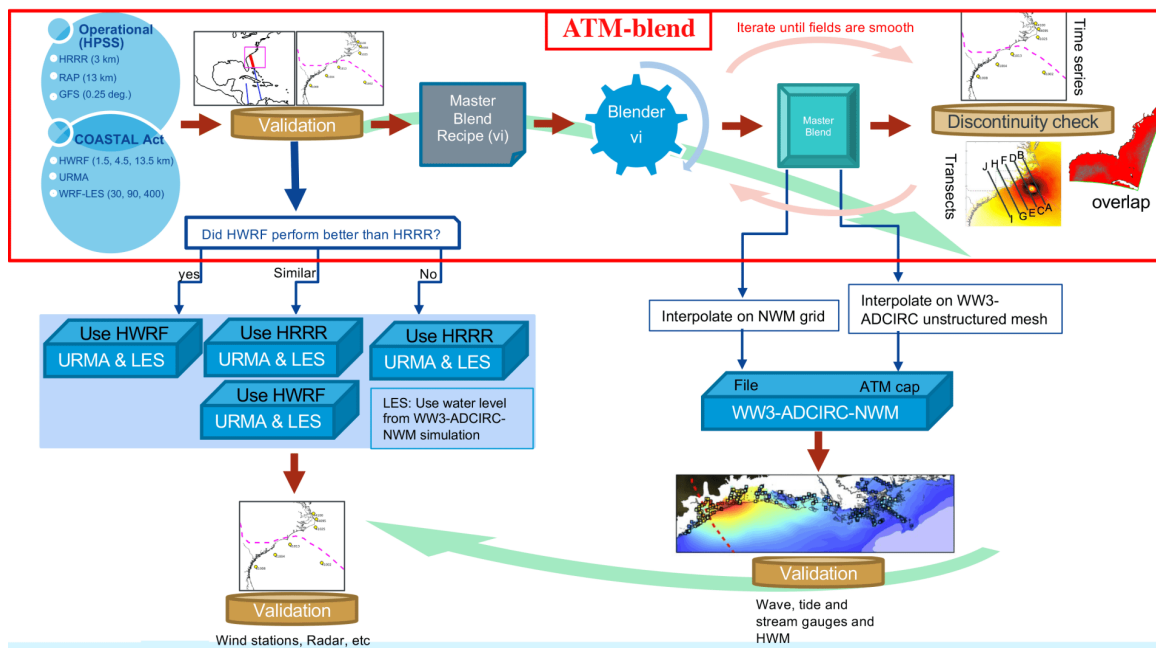 ATM-blend
Operational
(HPSS)
HRRR (3 km)
RAP (13 km)
GFS (0.25 deg.)
COASTAL Act
HWRF (1.5, 4.5, 13.5 km)
URMA
WRF-LES (30, 90, 400)
Validation
Master
Blend
Recipe (vi)
Blender
vi
Iterate until fields are smooth
Master
Blend
Time series
Discontinuity check
Transects
J H F D B
I G E C A
overlap
Did HWRF perform better than HRRR?
yes
Similar
No
Use HWRF
URMA & LES
Use HRRR
URMA & LES
Use HRRR
URMA & LES
Use HWRF
URMA & LES
LES: Use water level
from WW3-ADCIRC-
NWM simulation
Interpolate on NWM grid
Interpolate on WW3-
ADCIRC unstructured mesh
File
ATM cap
WW3-ADCIRC-NWM
Validation
Wind stations, Radar, etc
Validation
Wave, tide and
stream gauges and
HWM